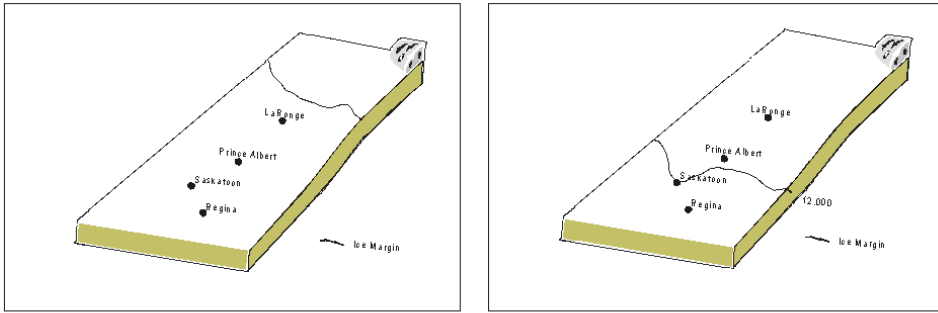 LaRonge
Prince Albert
Saskatoon
Regina
Ice Margin
LaRonge
Prince Albert
Saskatoon
12.000
Regina
Ice Margin